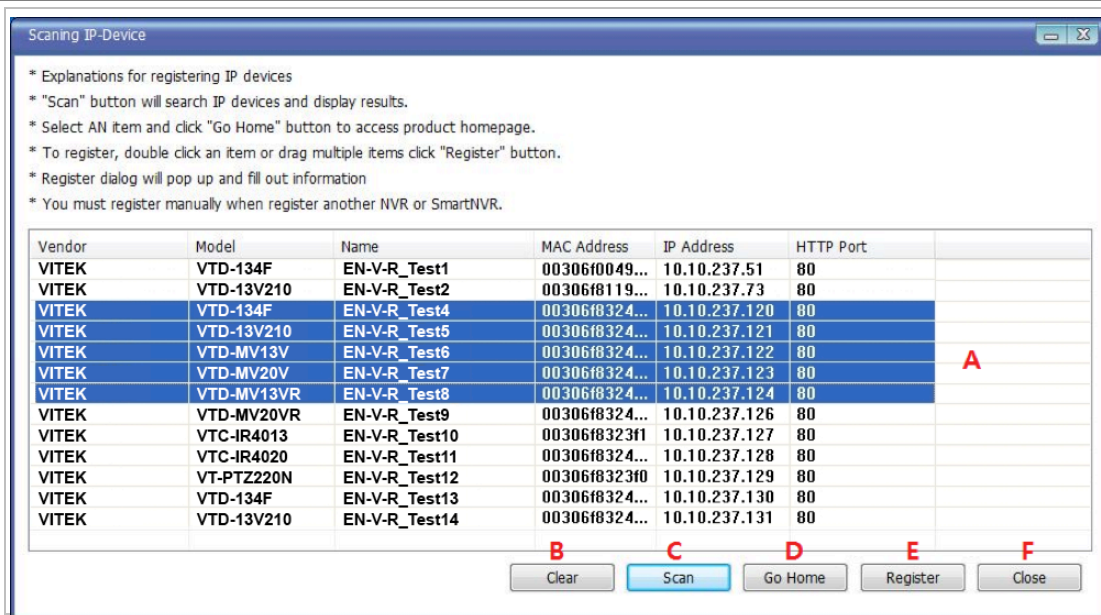 Scaning IP-Device
* Explanations for registering IP devices
* "Scan" button will search IP devices and display results.
* Select AN item and click "Go Home" button to access product homepage.
* To register, double click an item or drag multiple items click "Register" button.
* Register dialog will pop up and fill out information
* You must register manually when register another NVR or SmartNVR.
Vendor Model Name MAC Address IP Address HTTP Port
VITEK VTD-134F EN-V-R_Test1 00306f0049... 10.10.237.51 80
VITEK VTD-13V210 EN-V-R_Test2 00306f8119... 10.10.237.73 80
VITEK VTD-134F EN-V-R_Test4 00306f8324... 10.10.237.120 80
VITEK VTD-13V210 EN-V-R_Test5 00306f8324... 10.10.237.121 80
VITEK VTD-MV13V EN-V-R_Test6 00306f8324... 10.10.237.122 80
VITEK VTD-MV20V EN-V-R_Test7 00306f8324... 10.10.237.123 80
A
VITEK VTD-MV13VR EN-V-R_Test8 00306f8324... 10.10.237.124 80
VITEK VTD-MV20VR EN-V-R_Test9 00306f8324... 10.10.237.126 80
VITEK VTC-IR4013 EN-V-R_Test10 00306f8323f1 10.10.237.127 80
VITEK VTC-IR4020 EN-V-R_Test11 00306f8324... 10.10.237.128 80
VITEK VT-PTZ220N EN-V-R_Test12 00306f8323f0 10.10.237.129 80
VITEK VTD-134F EN-V-R_Test13 00306f8324... 10.10.237.130 80
VITEK VTD-13V210 EN-V-R_Test14 00306f8324... 10.10.237.131 80
B C D E F
Clear Scan Go Home Register Close